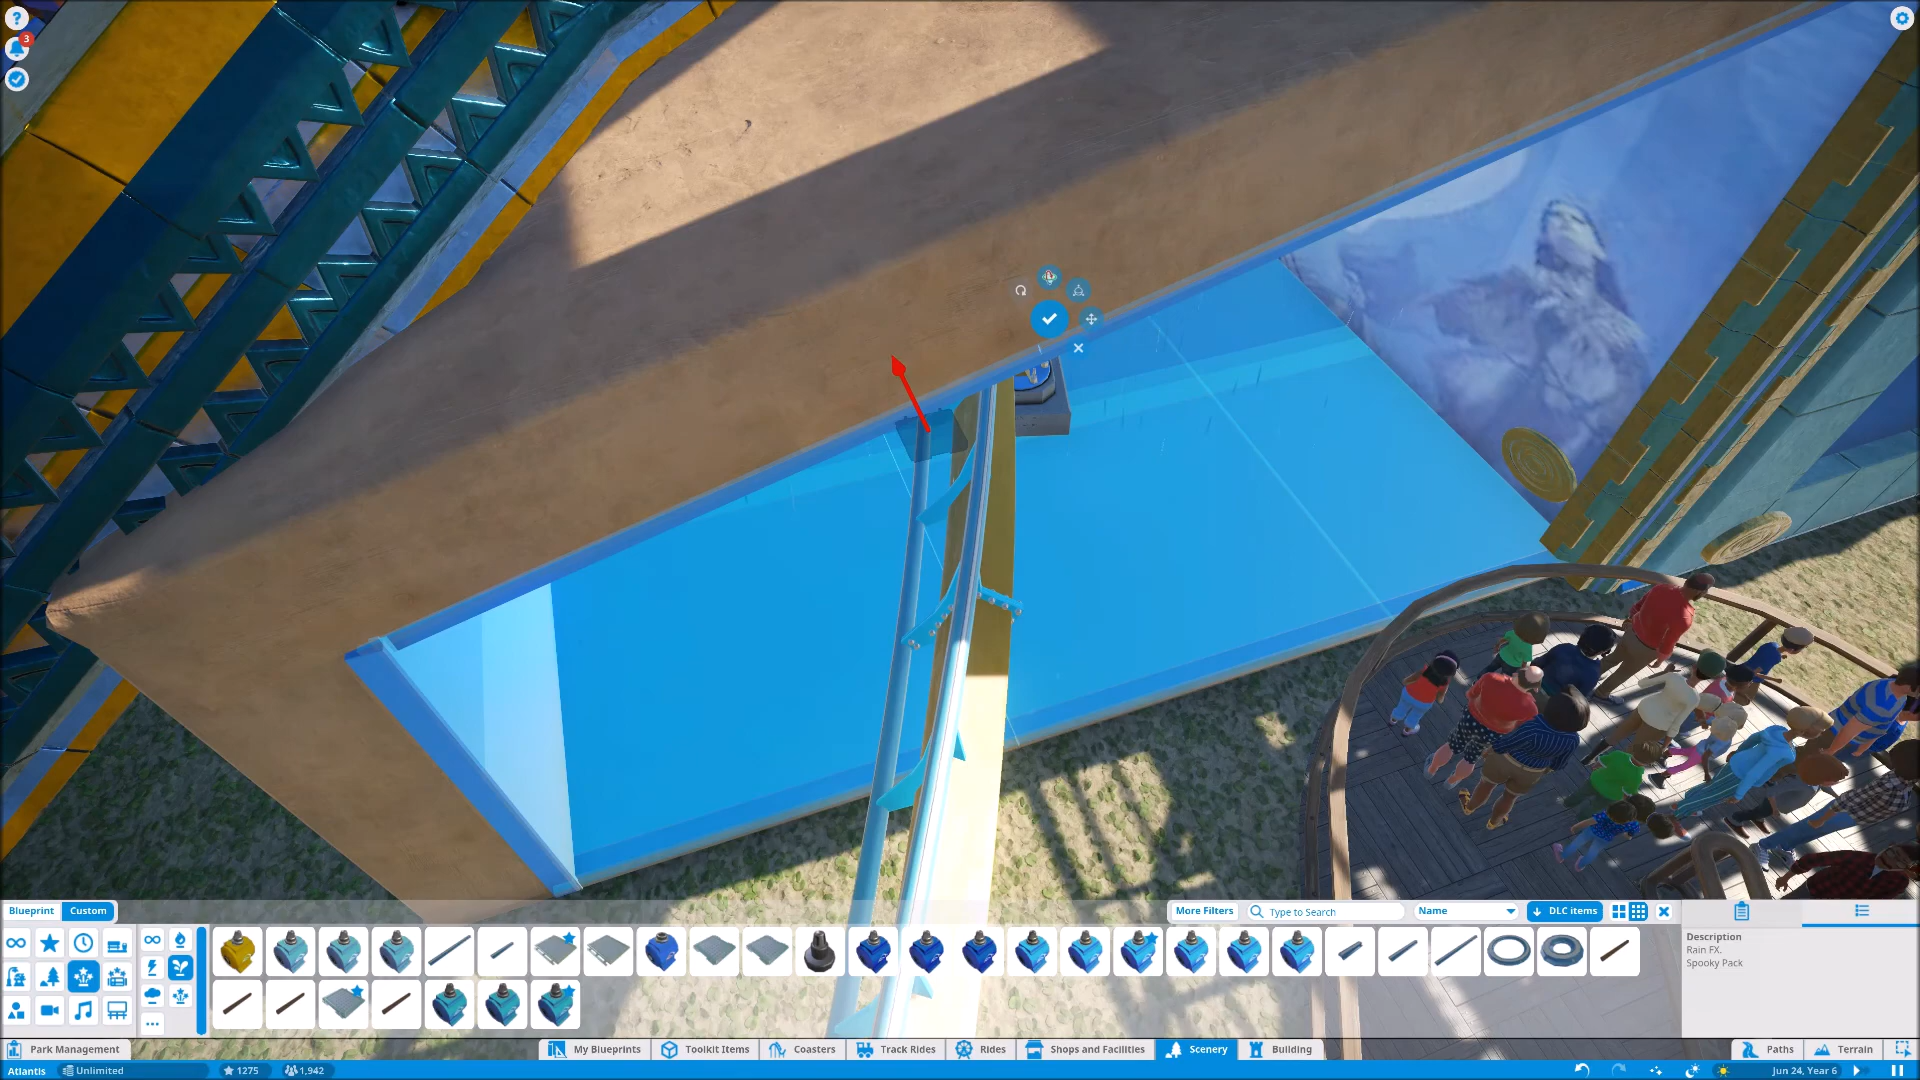 ?
3
Blueprint
Custom
More Filters
Type to Search
Name
DLC items
Description
Rain FX.
Spooky Pack
Park Management
My Blueprints
Toolkit Items
Coasters
Track Rides
Rides
Shops and Facilities
Scenery
Building
Paths
Terrain
Atlantis
Unlimited
1275
1,942
Jun 24, Year 6